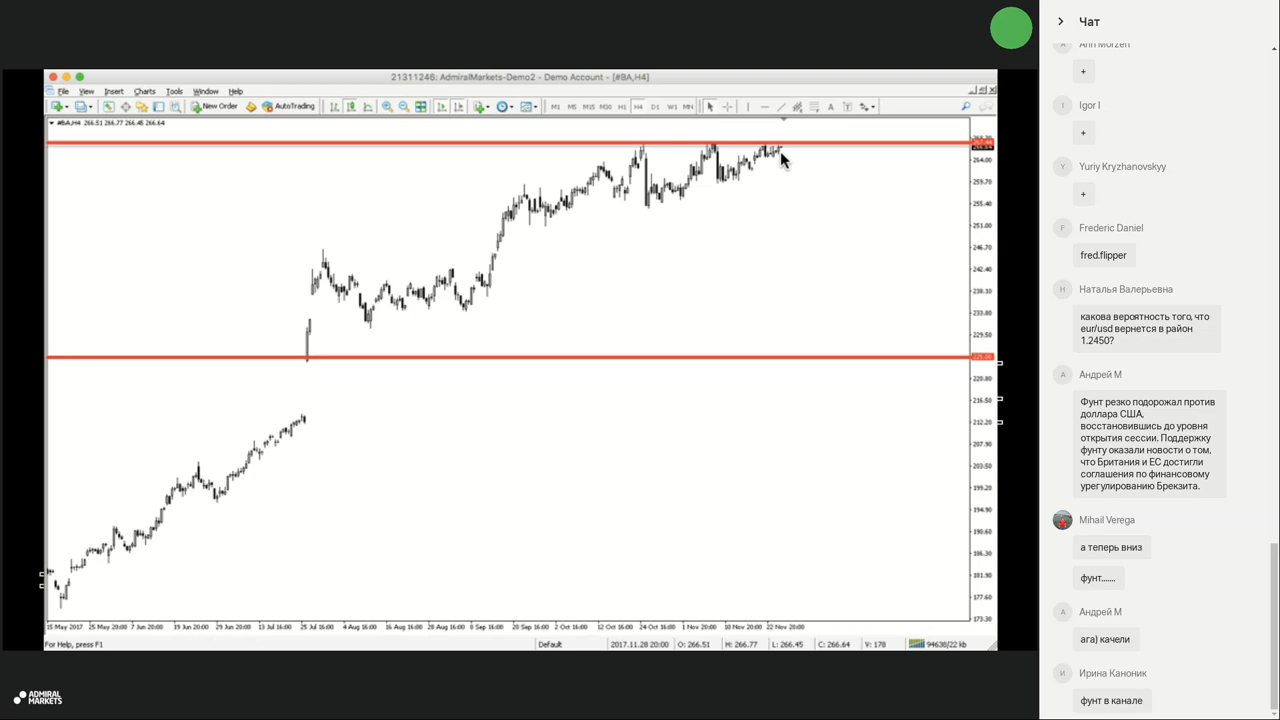 Чат
Ann Morzen
+
Igor I
+
Yuriy Kryzhanovskyy
+
Frederic Daniel
fred.flipper
Наталья Валерьевна
какова вероятность того, что
eur/usd вернется в район
1.2450?
Андрей М
Фунт резко подорожал против
доллара США,
восстановившись до уровня
открытия сессии. Поддержку
фунту оказали новости о том,
что Британия и ЕС достигли
соглашения по финансовому
урегулированию Брекзита.
Mihail Verega
а теперь вниз
фунт.......
Андрей М
ага) качели
Ирина Каноник
фунт в канале
21311246: AdmiralMarkets-Demo2 - Demo Account - [#BA,H4]
File View Insert Charts Tools Window Help
New Order AutoTrading M1 M5 M15 M30 H1 H4 D1 W1 MN
#BA,H4 266.51 266.77 266.45 266.64
264.00
259.70
255.40
251.00
246.70
242.40
238.10
233.80
229.50
220.80
216.50
212.20
207.90
203.50
199.20
194.90
190.60
186.30
181.90
177.60
173.30
15 May 2017 25 May 20:00 7 Jun 20:00 19 Jun 20:00 29 Jun 20:00 13 Jul 16:00 25 Jul 16:00 4 Aug 16:00 16 Aug 16:00 28 Aug 16:00 8 Sep 16:00 20 Sep 16:00 2 Oct 16:00 12 Oct 16:00 24 Oct 16:00 1 Nov 20:00 10 Nov 20:00 22 Nov 20:00
For Help, press F1 Default 2017.11.28 20:00 O: 266.51 H: 266.77 L: 266.45 C: 266.64 V: 178 94638/22 kb
ADMIRAL
MARKETS